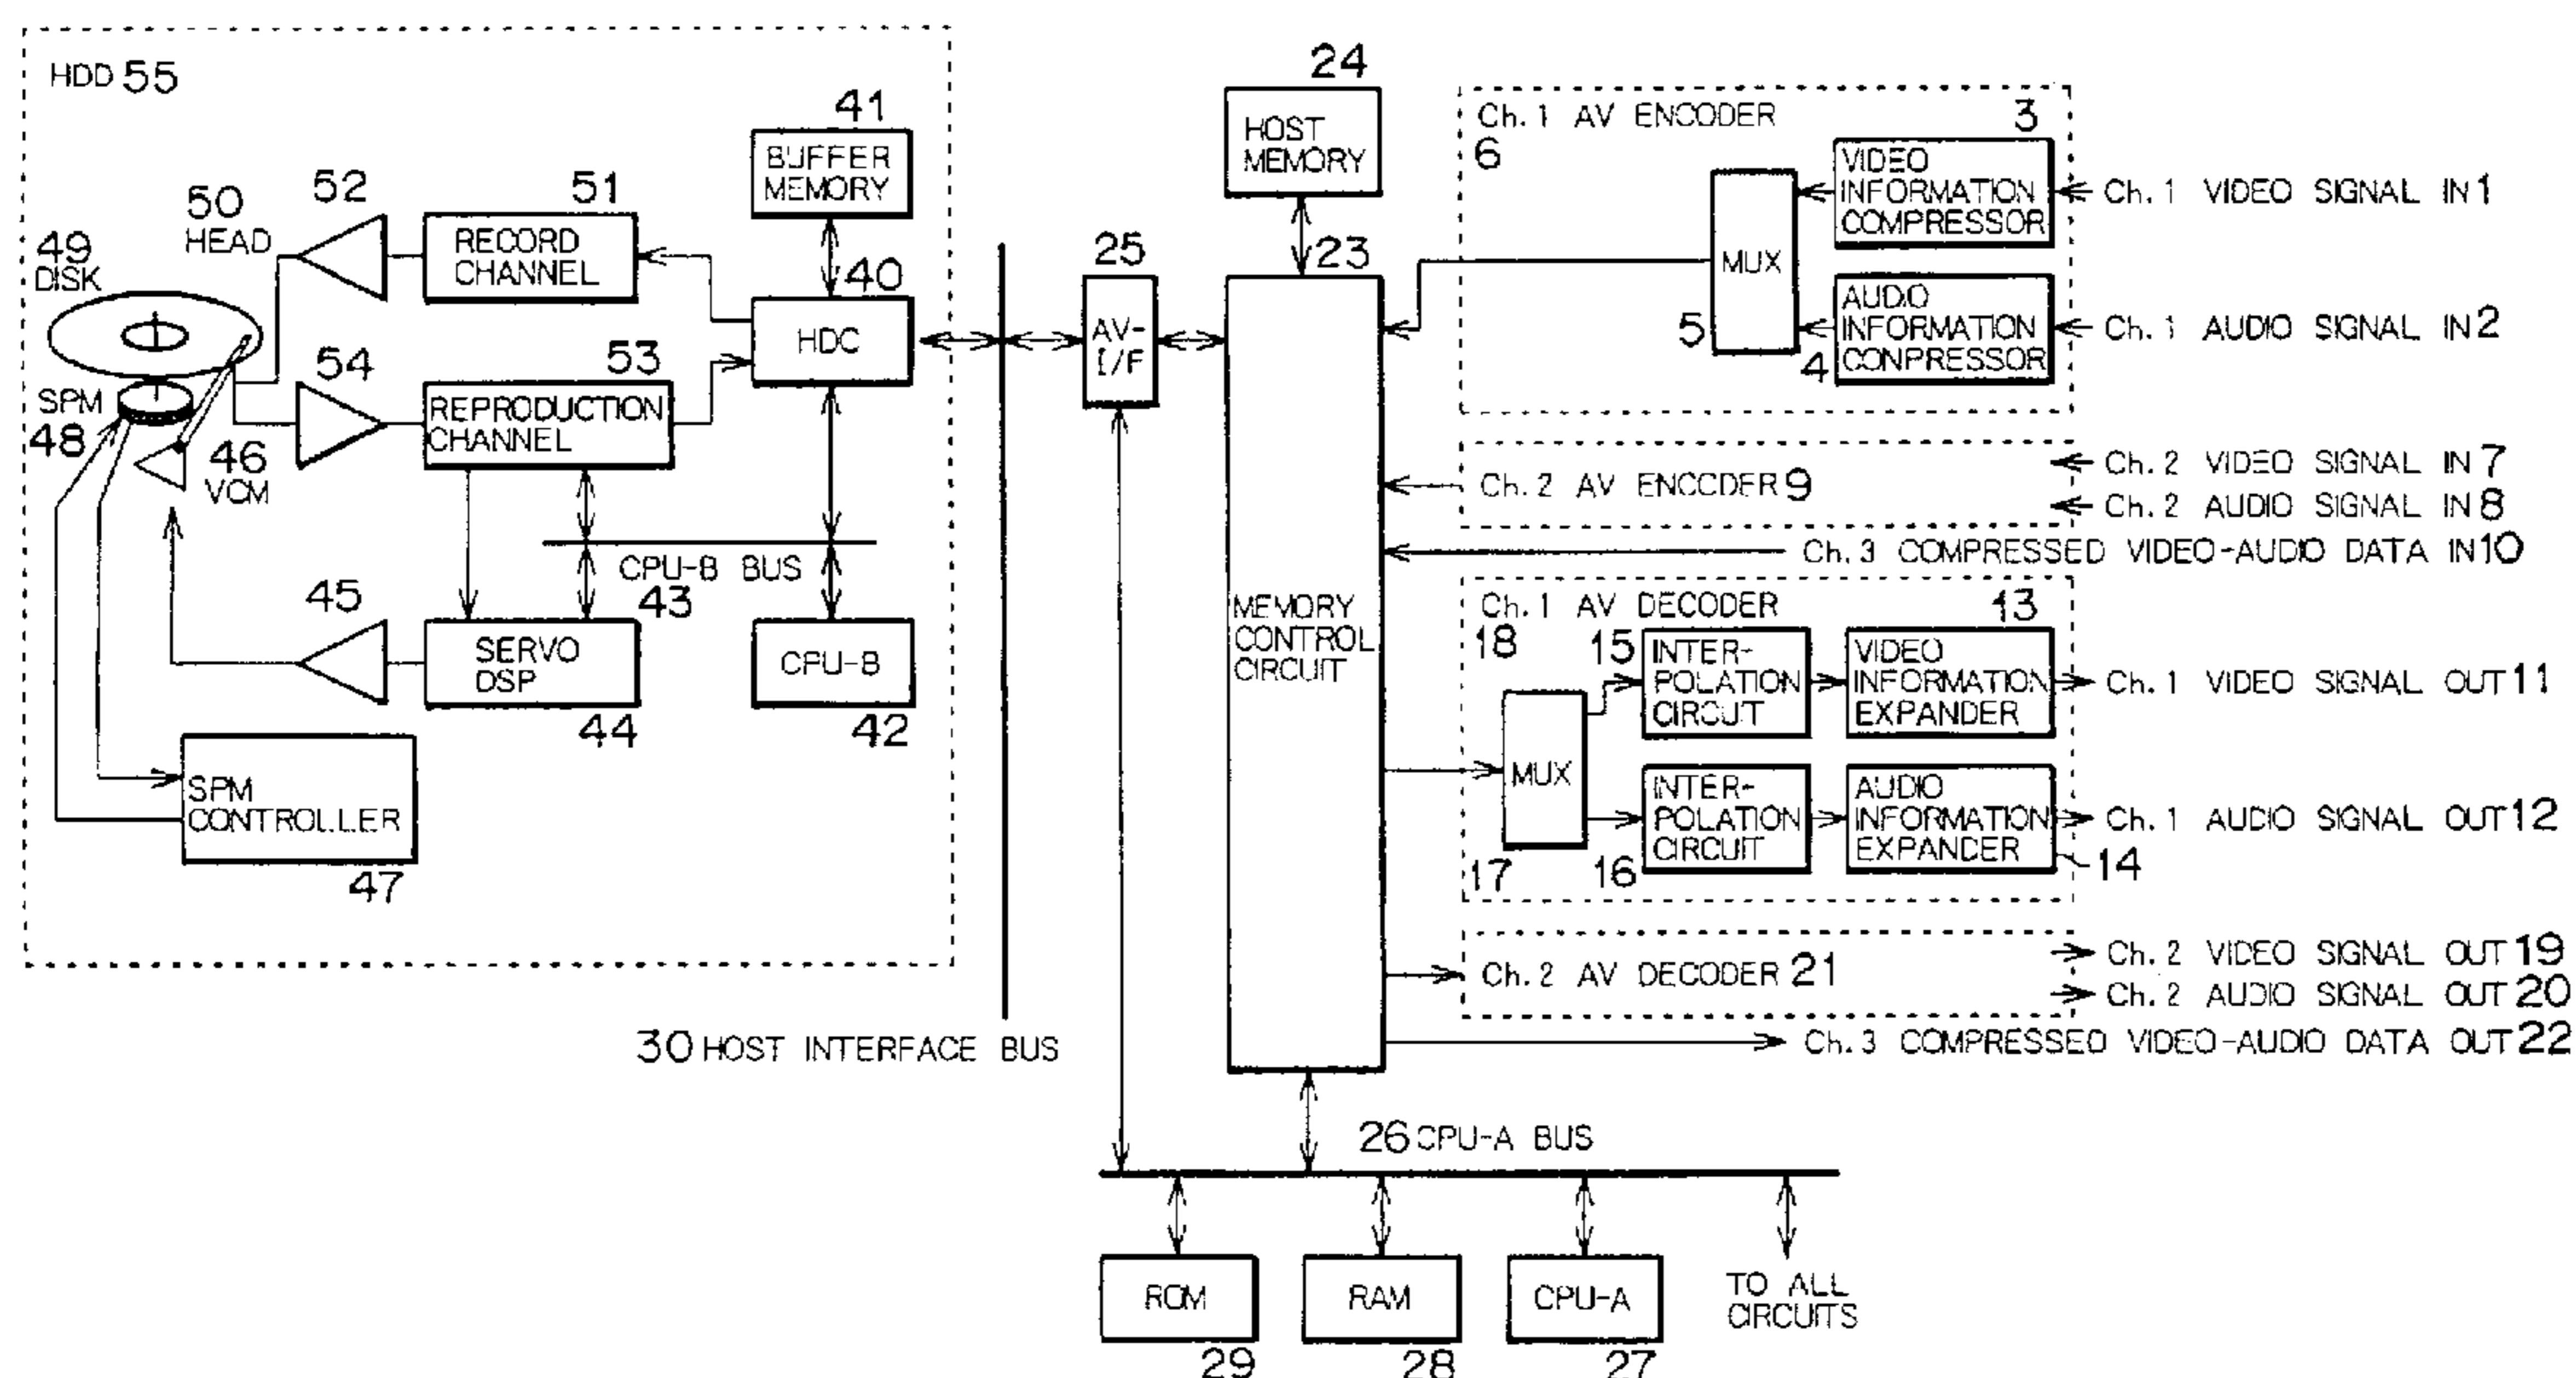 HDD 55
41
BUFFER
MEMORY
52
51
50
HEAD
RECORD
CHANNEL
49
DISK
40
HDC
54
53
SPM
48
REPRODUCTION
CHANNEL
46
VCM
CPU-B BUS
43
45
SERVO
DSP
44
CPU-B
42
SPM
CONTROLLER
47
30 HOST INTERFACE BUS
24
HOST
MEMORY
25
AV-
I/F
23
MEMORY
CONTROL
CIRCUIT
Ch.1 AV ENCODER
6
3
VIDEO
INFORMATION
COMPRESSOR
MUX
5
AUDIO
INFORMATION
CONPRESSOR
4
Ch.1 VIDEO SIGNAL IN 1
Ch.1 AUDIO SIGNAL IN 2
Ch.2 AV ENCODER 9
Ch.2 VIDEO SIGNAL IN 7
Ch.2 AUDIO SIGNAL IN 8
Ch.3 COMPRESSED VIDEO-AUDIO DATA IN 10
Ch.1 AV DECODER
18
13
15
INTER-
POLATION
CIRCUIT
VIDEO
INFORMATION
EXPANDER
Ch.1 VIDEO SIGNAL OUT 11
MUX
17
INTER-
POLATION
CIRCUIT
16
AUDIO
INFORMATION
EXPANDER
14
Ch.1 AUDIO SIGNAL OUT 12
Ch.2 AV DECODER 21
Ch.2 VIDEO SIGNAL OUT 19
Ch.2 AUDIO SIGNAL OUT 20
Ch.3 COMPRESSED VIDEO-AUDIO DATA OUT 22
26 CPU-A BUS
ROM
29
RAM
28
CPU-A
27
TO ALL
CIRCUITS